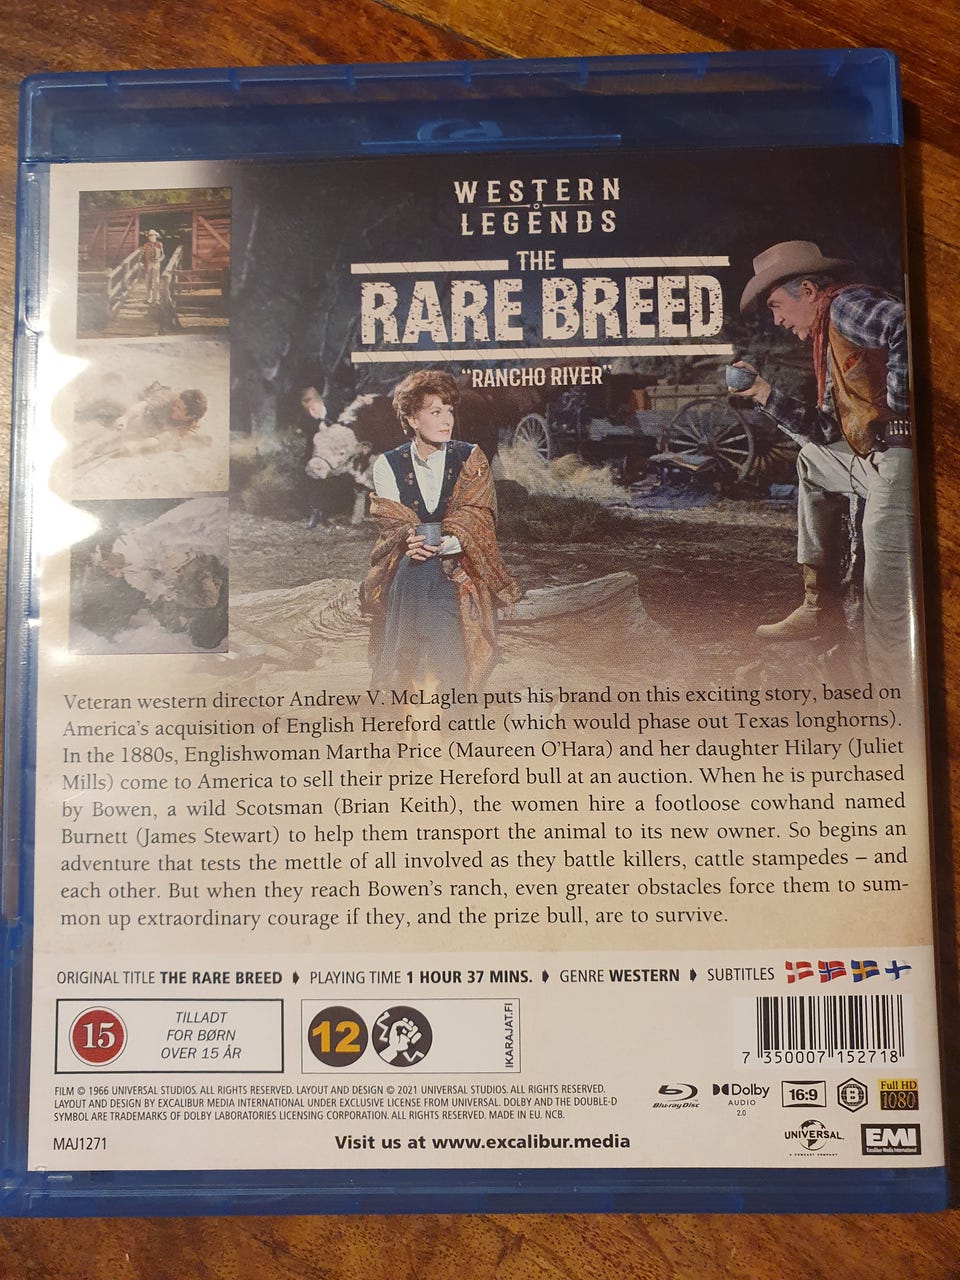 WESTERN
LEGENDS
THE
RARE BREED
“RANCHO RIVER”
Veteran western director Andrew V. McLaglen puts his brand on this exciting story, based on
America’s acquisition of English Hereford cattle (which would phase out Texas longhorns).
In the 1880s, Englishwoman Martha Price (Maureen O’Hara) and her daughter Hilary (Juliet
Mills) come to America to sell their prize Hereford bull at an auction. When he is purchased
by Bowen, a wild Scotsman (Brian Keith), the women hire a footloose cowhand named
Burnett (James Stewart) to help them transport the animal to its new owner. So begins an
adventure that tests the mettle of all involved as they battle killers, cattle stampedes – and
each other. But when they reach Bowen’s ranch, even greater obstacles force them to sum-
mon up extraordinary courage if they, and the prize bull, are to survive.
ORIGINAL TITLE THE RARE BREED PLAYING TIME 1 HOUR 37 MINS. GENRE WESTERN SUBTITLES
15
TILLADT
FOR BØRN
OVER 15 ÅR
12
IKARAJAT.FI
7 350007 152718
FILM © 1966 UNIVERSAL STUDIOS. ALL RIGHTS RESERVED. LAYOUT AND DESIGN © 2021 UNIVERSAL STUDIOS. ALL RIGHTS RESERVED.
LAYOUT AND DESIGN BY EXCALIBUR MEDIA INTERNATIONAL UNDER EXCLUSIVE LICENSE FROM UNIVERSAL. DOLBY AND THE DOUBLE-D
SYMBOL ARE TRADEMARKS OF DOLBY LABORATORIES LICENSING CORPORATION. ALL RIGHTS RESERVED. MADE IN EU. NCB.
Blu-ray Disc
Dolby
AUDIO
2.0
16:9
B
Full HD
1080
MAJ1271
Visit us at www.excalibur.media
UNIVERSAL
A COMCAST COMPANY
EMI
Excalibur Media International